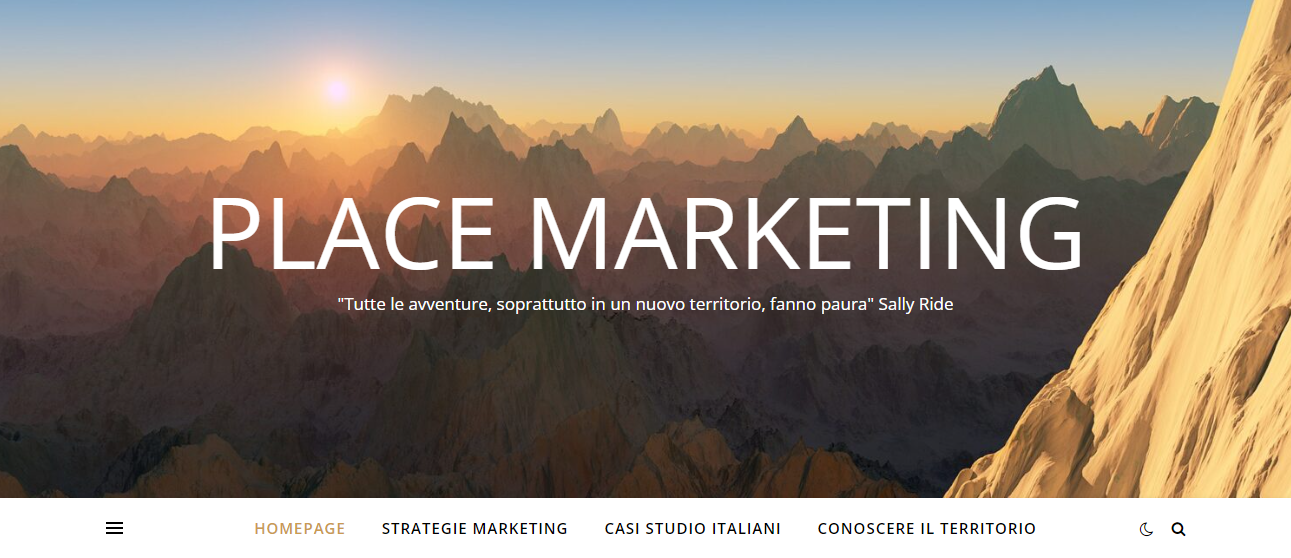 PLACE MARKETING
"Tutte le avventure, soprattutto in un nuovo territorio, fanno paura" Sally Ride
HOMEPAGE STRATEGIE MARKETING CASI STUDIO ITALIANI CONOSCERE IL TERRITORIO